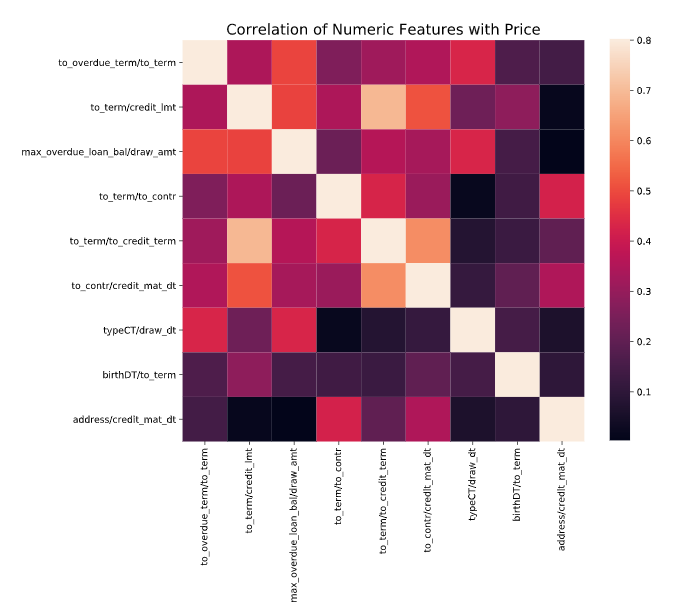 Correlation of Numeric Features with Price
to_overdue_term/to_term
to_term/credit_lmt
max_overdue_loan_bal/draw_amt
to_term/to_contr
to_term/to_credit_term
to_contr/credit_mat_dt
typeCT/draw_dt
birthDT/to_term
address/credit_mat_dt
0.8
0.7
0.6
0.5
0.4
0.3
0.2
0.1
to_overdue_term/to_term
to_term/credit_lmt
max_overdue_loan_bal/draw_amt
to_term/to_contr
to_term/to_credit_term
to_contr/credit_mat_dt
typeCT/draw_dt
birthDT/to_term
address/credit_mat_dt